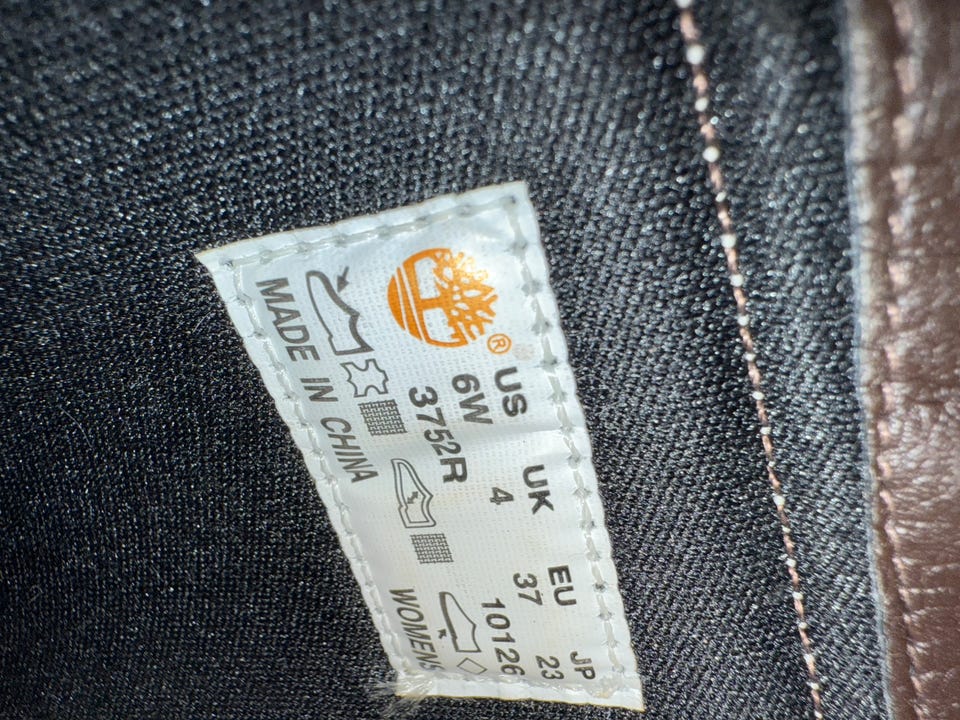 ®
US UK EU JP
6W 4 37 23
3752R 10126
MADE IN CHINA WOMENS